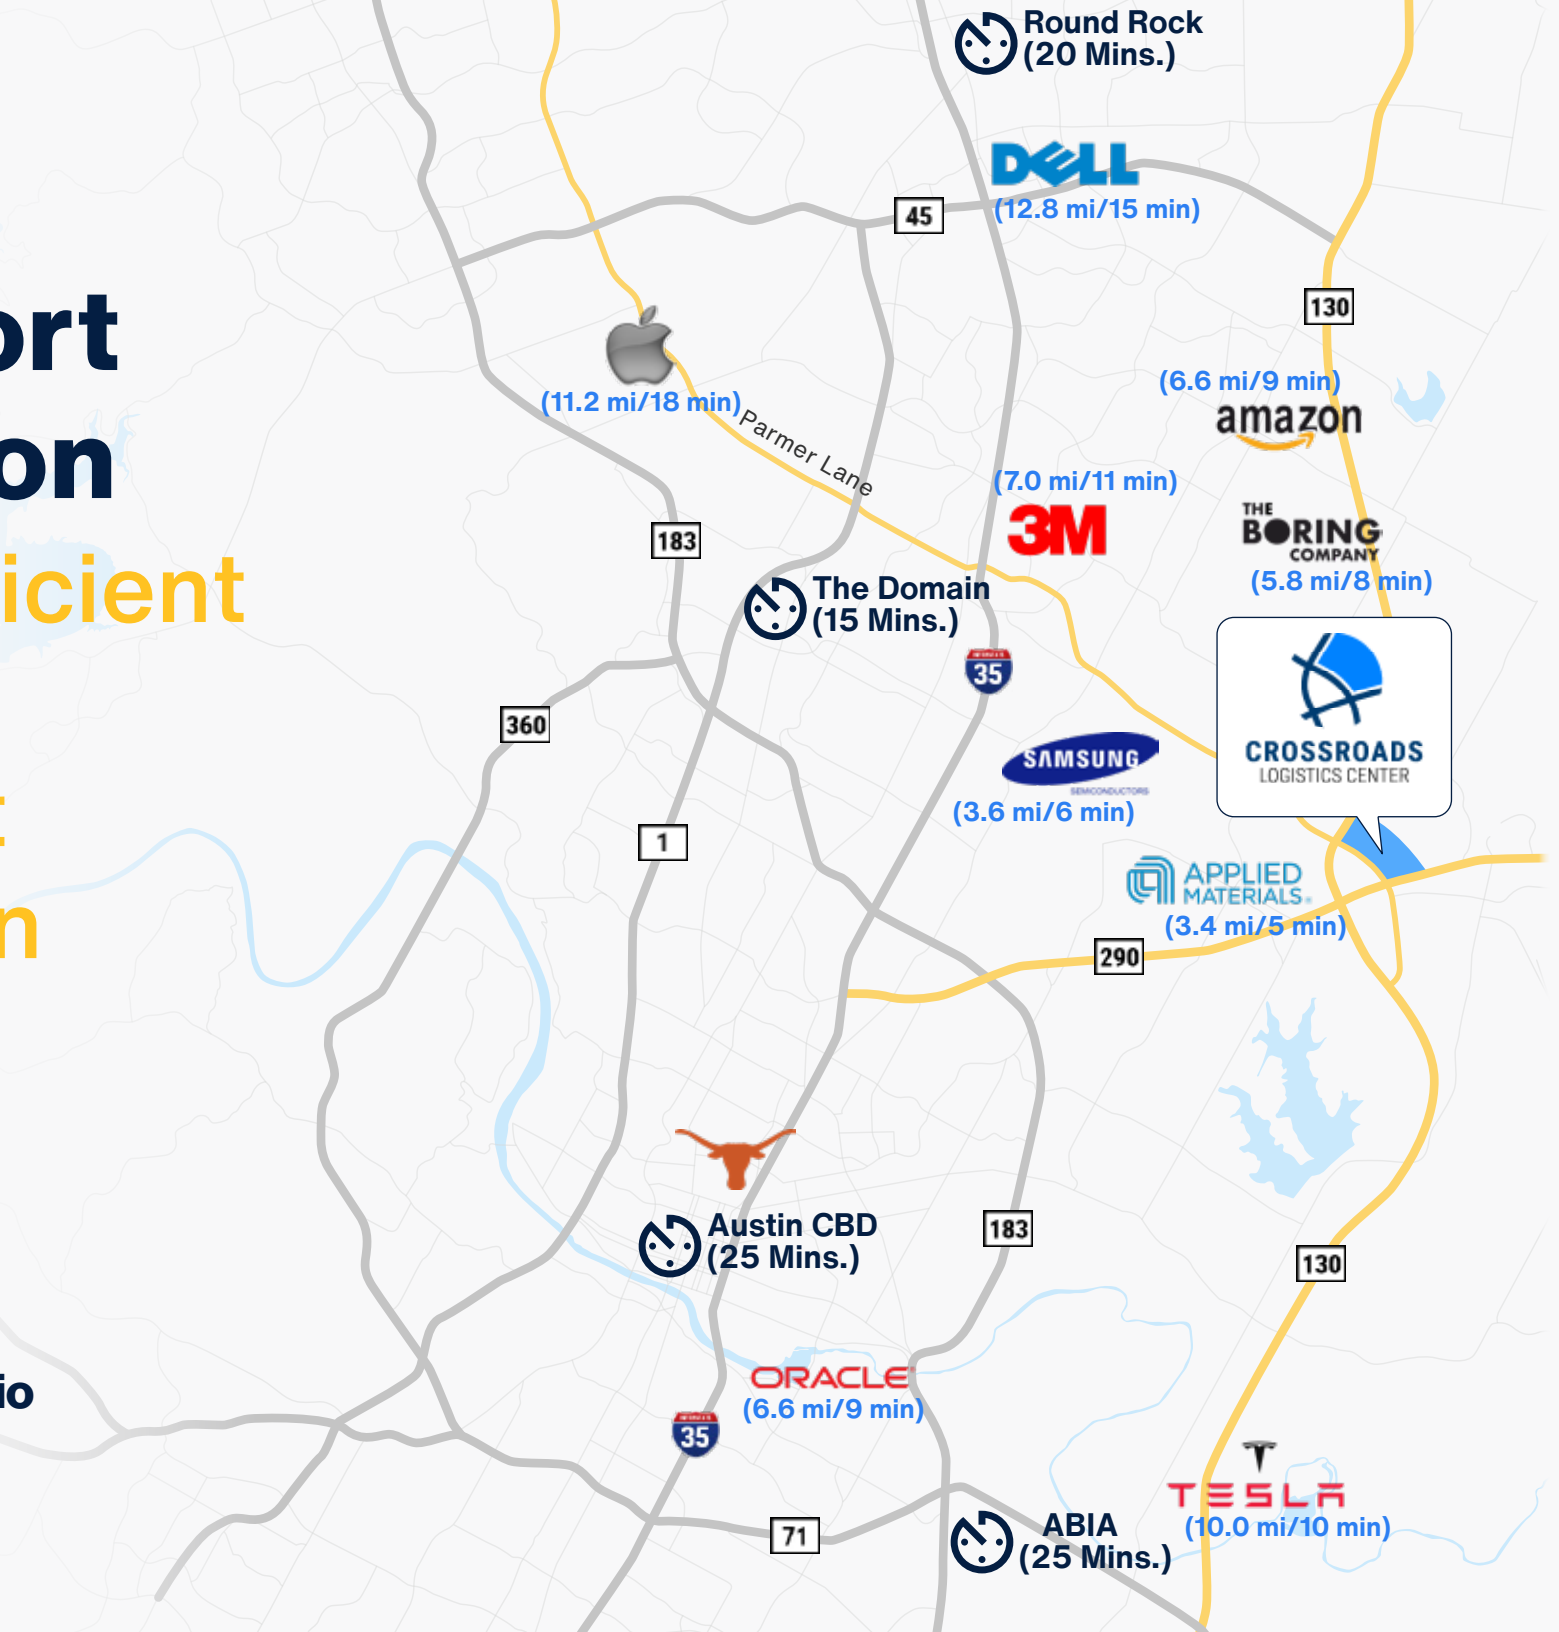 Round Rock
(20 Mins.)
DELL
(12.8 mi/15 min)
45
130
ort
(11.2 mi/18 min)
(6.6 mi/9 min)
amazon
Parmer Lane
on
(7.0 mi/11 min)
3M
THE
BORING
COMPANY
(5.8 mi/8 min)
183
icient
The Domain
(15 Mins.)
INTERSTATE
35
360
SAMSUNG
SEMICONDUCTORS
(3.6 mi/6 min)
CROSSROADS
LOGISTICS CENTER
1
APPLIED
MATERIALS
(3.4 mi/5 min)
n
290
Austin CBD
(25 Mins.)
183
130
io
ORACLE
(6.6 mi/9 min)
INTERSTATE
35
TESLA
(10.0 mi/10 min)
71
ABIA
(25 Mins.)